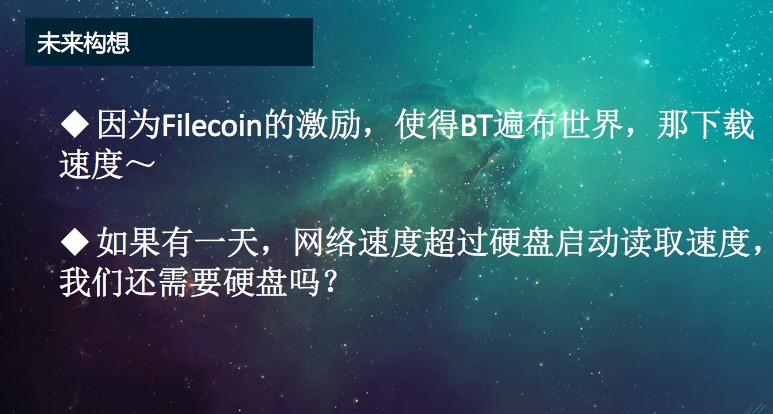 未来构想
◆ 因为Filecoin的激励，使得BT遍布世界，那下载
速度～
◆ 如果有一天，网络速度超过硬盘启动读取速度，
我们还需要硬盘吗？